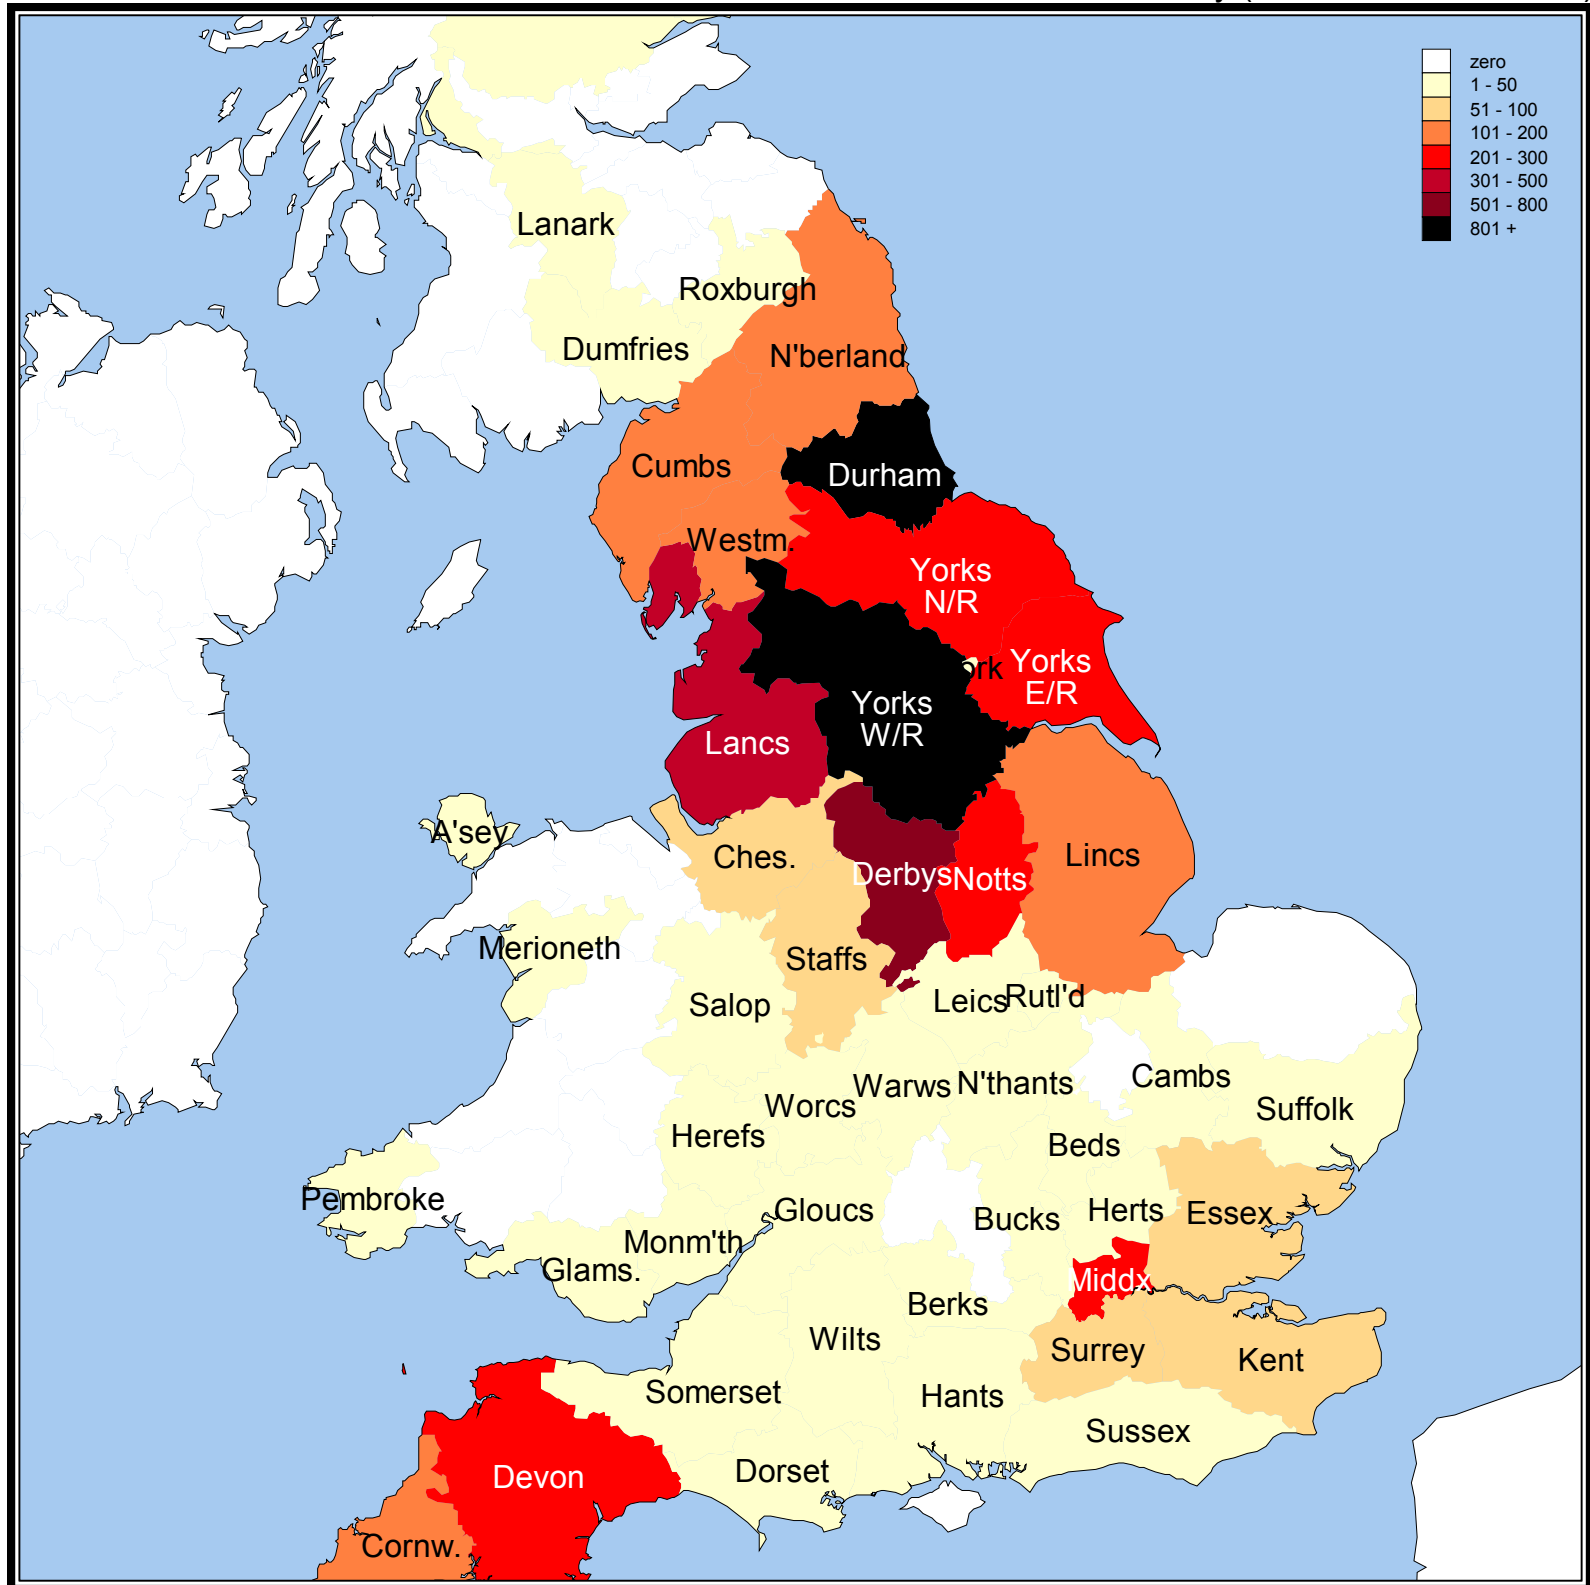 zero
1 - 50
51 - 100
101 - 200
201 - 300
301 - 500
501 - 800
801 +
Lanark
Roxburgh
Dumfries
N'berland
Cumbs
Durham
Westm.
Yorks
N/R
ork
Yorks
E/R
Yorks
W/R
Lancs
A'sey
Ches.
Derbys
Notts
Lincs
Merioneth
Staffs
Salop
Leics
Rutl'd
Warws
N'thants
Cambs
Worcs
Suffolk
Herefs
Beds
Pembroke
Gloucs
Bucks
Herts
Essex
Monm'th
Glams.
Middx
Berks
Wilts
Surrey
Kent
Somerset
Hants
Sussex
Dorset
Devon
Cornw.